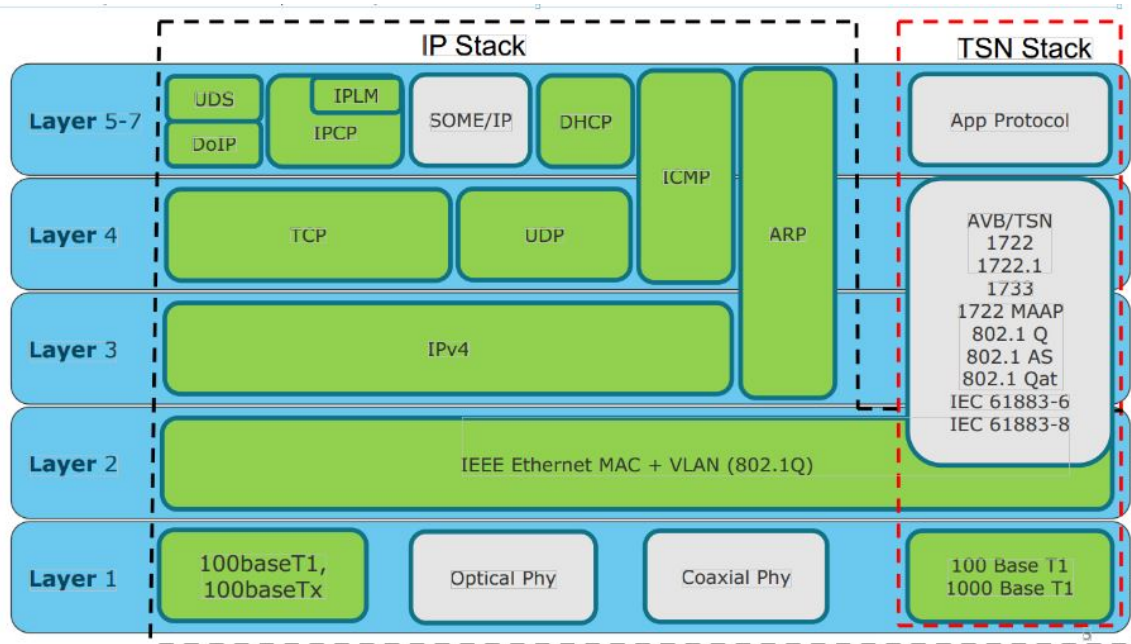 IP Stack
TSN Stack
Layer 5-7
UDS
DoIP
IPLM
IPCP
SOME/IP
DHCP
ICMP
ARP
App Protocol
Layer 4
TCP
UDP
AVB/TSN
1722
1722.1
1733
1722 MAAP
802.1 Q
802.1 AS
802.1 Qat
IEC 61883-6
IEC 61883-8
Layer 3
IPv4
Layer 2
IEEE Ethernet MAC + VLAN (802.1Q)
Layer 1
100baseT1,
100baseTx
Optical Phy
Coaxial Phy
100 Base T1
1000 Base T1